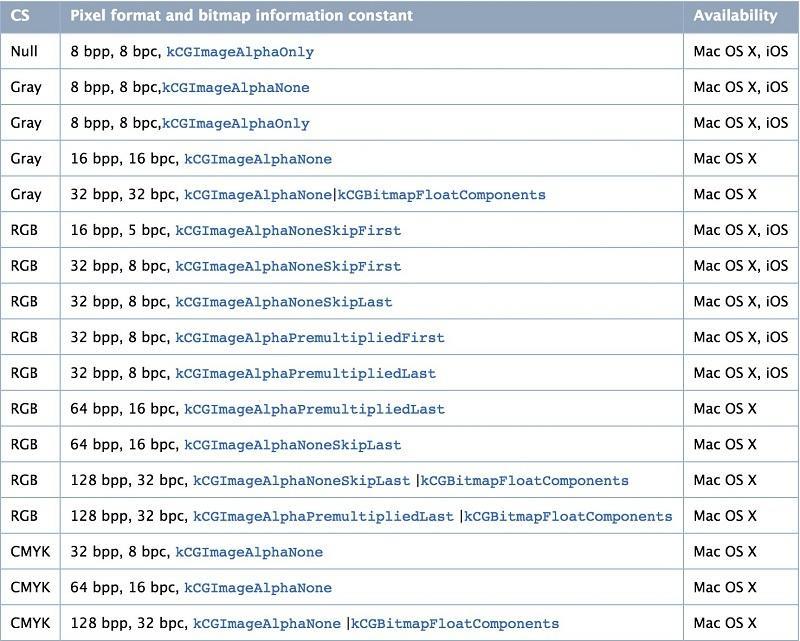 CS Pixel format and bitmap information constant Availability
Null 8 bpp, 8 bpc, kCGImageAlphaOnly Mac OS X, iOS
Gray 8 bpp, 8 bpc,kCGImageAlphaNone Mac OS X, iOS
Gray 8 bpp, 8 bpc,kCGImageAlphaOnly Mac OS X, iOS
Gray 16 bpp, 16 bpc, kCGImageAlphaNone Mac OS X
Gray 32 bpp, 32 bpc, kCGImageAlphaNone|kCGBitmapFloatComponents Mac OS X
RGB 16 bpp, 5 bpc, kCGImageAlphaNoneSkipFirst Mac OS X, iOS
RGB 32 bpp, 8 bpc, kCGImageAlphaNoneSkipFirst Mac OS X, iOS
RGB 32 bpp, 8 bpc, kCGImageAlphaNoneSkipLast Mac OS X, iOS
RGB 32 bpp, 8 bpc, kCGImageAlphaPremultipliedFirst Mac OS X, iOS
RGB 32 bpp, 8 bpc, kCGImageAlphaPremultipliedLast Mac OS X, iOS
RGB 64 bpp, 16 bpc, kCGImageAlphaPremultipliedLast Mac OS X
RGB 64 bpp, 16 bpc, kCGImageAlphaNoneSkipLast Mac OS X
RGB 128 bpp, 32 bpc, kCGImageAlphaNoneSkipLast |kCGBitmapFloatComponents Mac OS X
RGB 128 bpp, 32 bpc, kCGImageAlphaPremultipliedLast |kCGBitmapFloatComponents Mac OS X
CMYK 32 bpp, 8 bpc, kCGImageAlphaNone Mac OS X
CMYK 64 bpp, 16 bpc, kCGImageAlphaNone Mac OS X
CMYK 128 bpp, 32 bpc, kCGImageAlphaNone |kCGBitmapFloatComponents Mac OS X